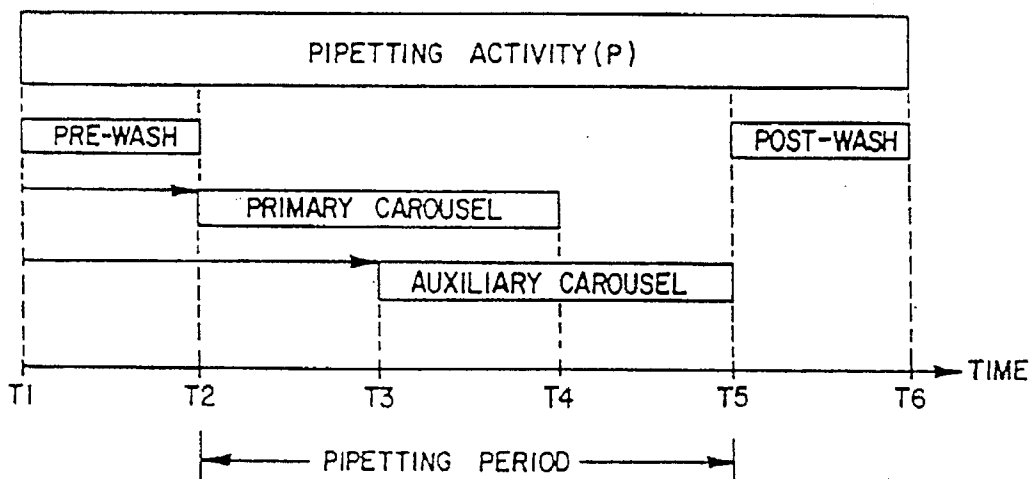 PIPETTING ACTIVITY (P)
PRE-WASH
POST-WASH
PRIMARY CAROUSEL
AUXILIARY CAROUSEL
TIME
T1 T2 T3 T4 T5 T6
PIPETTING PERIOD